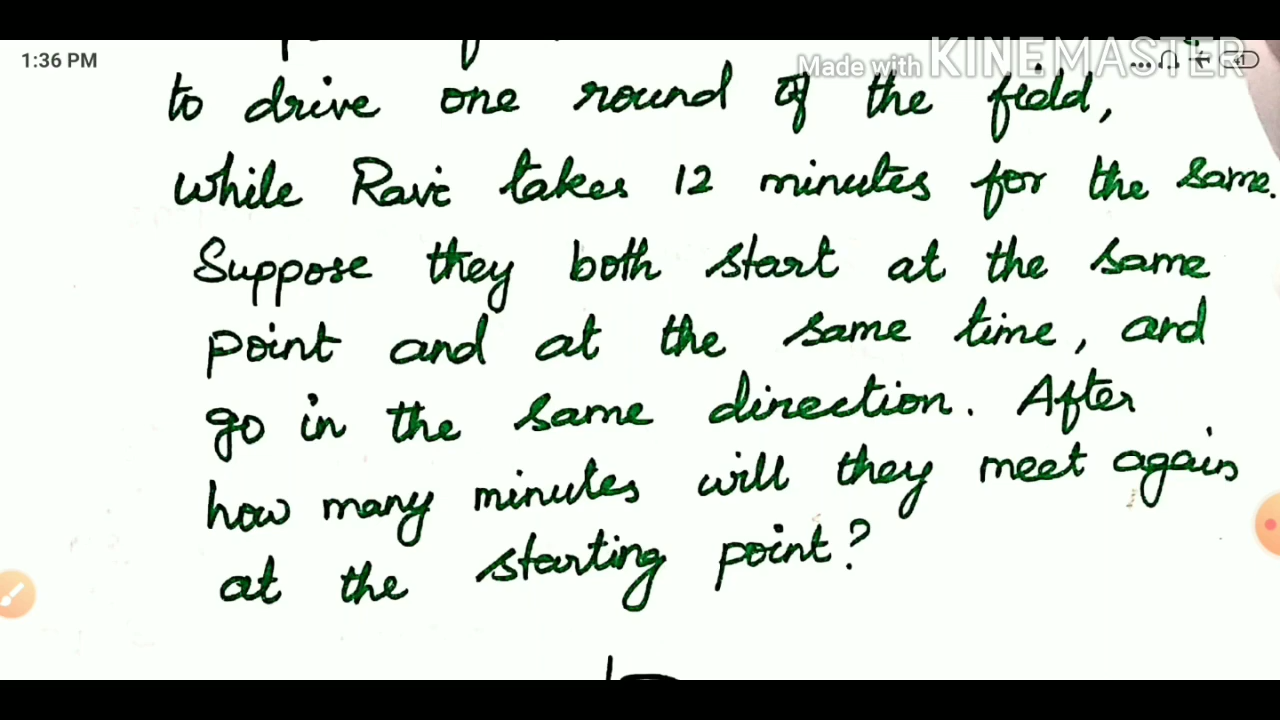 1:36 PM
Made with KINEMASTER
41
to drive one round of the field,
while Ravi takes 12 minutes for the same.
Suppose they both start at the same
point and at the same time, and
go in the same direction. After
how many minutes will they meet again
at the starting point?